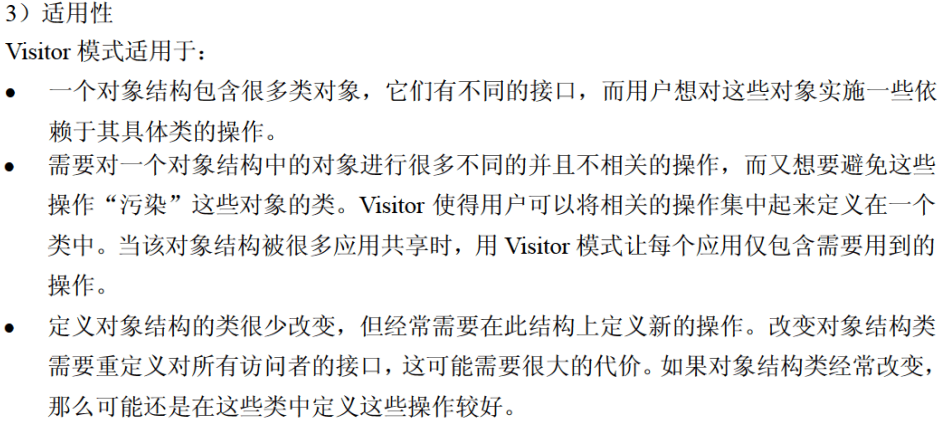 3）适用性
Visitor 模式适用于：
● 一个对象结构包含很多类对象，它们有不同的接口，而用户想对这些对象实施一些依
赖于其具体类的操作。
● 需要对一个对象结构中的对象进行很多不同的并且不相关的操作，而又想要避免这些
操作“污染”这些对象的类。Visitor 使得用户可以将相关的操作集中起来定义在一个
类中。当该对象结构被很多应用共享时，用 Visitor 模式让每个应用仅包含需要用到的
操作。
● 定义对象结构的类很少改变，但经常需要在此结构上定义新的操作。改变对象结构类
需要重定义对所有访问者的接口，这可能需要很大的代价。如果对象结构类经常改变，
那么可能还是在这些类中定义这些操作较好。